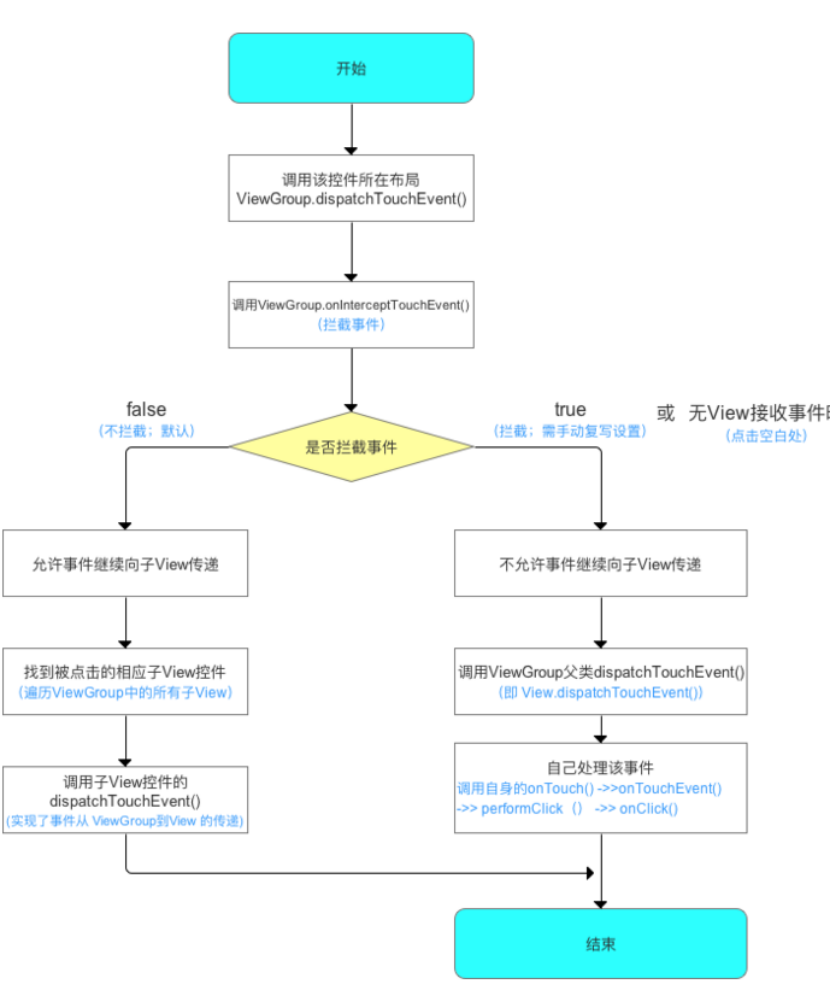 开始
调用该控件所在布局
ViewGroup.dispatchTouchEvent()
调用ViewGroup.onInterceptTouchEvent()
（拦截事件）
false
（不拦截；默认）
true
（拦截；需手动复写设置）
或 无View接收事件
（点击空白处）
是否拦截事件
允许事件继续向子View传递
不允许事件继续向子View传递
找到被点击的相应子View控件
（遍历ViewGroup中的所有子View）
调用ViewGroup父类dispatchTouchEvent()
（即 View.dispatchTouchEvent()）
调用子View控件的
dispatchTouchEvent()
(实现了事件从 ViewGroup到View 的传递)
自己处理该事件
调用自身的onTouch() ->>onTouchEvent()
->> performClick（） ->> onClick()
结束